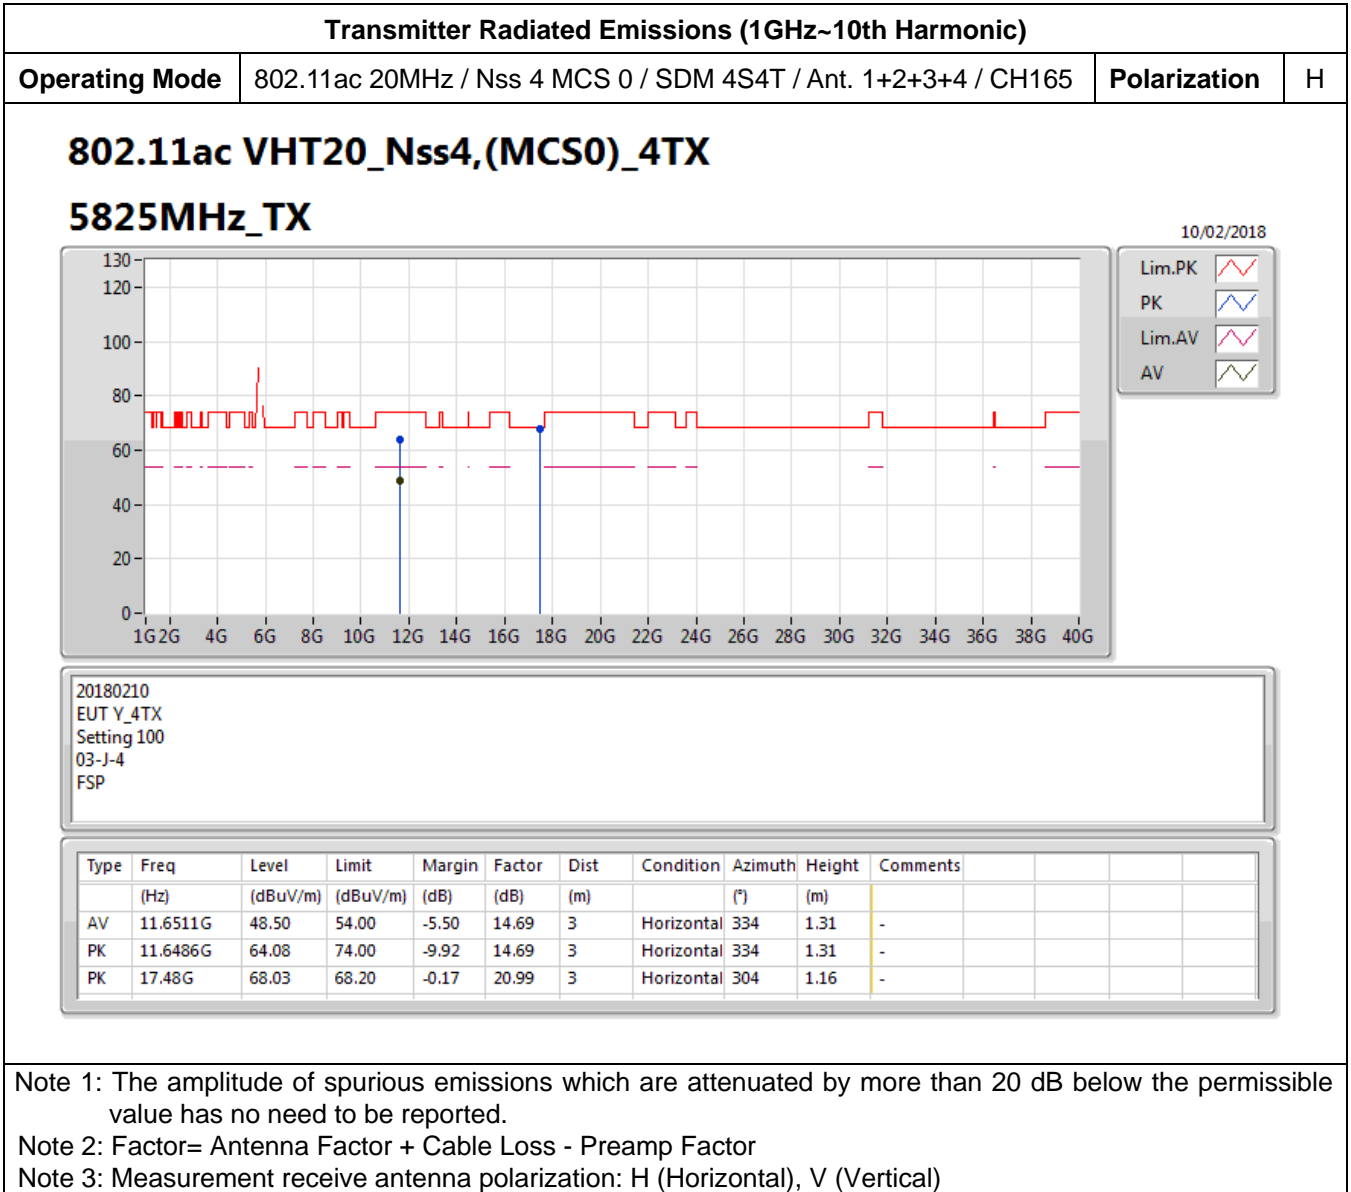 Transmitter Radiated Emissions (1GHz~10th Harmonic)
Operating Mode 802.11ac 20MHz / Nss 4 MCS 0 / SDM 4S4T / Ant. 1+2+3+4 / CH165 Polarization H
802.11ac VHT20_Nss4,(MCS0)_4TX
5825MHz_TX
10/02/2018
130
120
100
80
60
40
20
0
1G 2G 4G 6G 8G 10G 12G 14G 16G 18G 20G 22G 24G 26G 28G 30G 32G 34G 36G 38G 40G
Lim.PK
PK
Lim.AV
AV
20180210
EUT Y_4TX
Setting 100
03-J-4
FSP
Type Freq Level Limit Margin Factor Dist Condition Azimuth Height Comments
(Hz) (dBuV/m) (dBuV/m) (dB) (dB) (m) (°) (m)
AV 11.6511G 48.50 54.00 -5.50 14.69 3 Horizontal 334 1.31 -
PK 11.6486G 64.08 74.00 -9.92 14.69 3 Horizontal 334 1.31 -
PK 17.48G 68.03 68.20 -0.17 20.99 3 Horizontal 304 1.16 -
Note 1: The amplitude of spurious emissions which are attenuated by more than 20 dB below the permissible
value has no need to be reported.
Note 2: Factor= Antenna Factor + Cable Loss - Preamp Factor
Note 3: Measurement receive antenna polarization: H (Horizontal), V (Vertical)